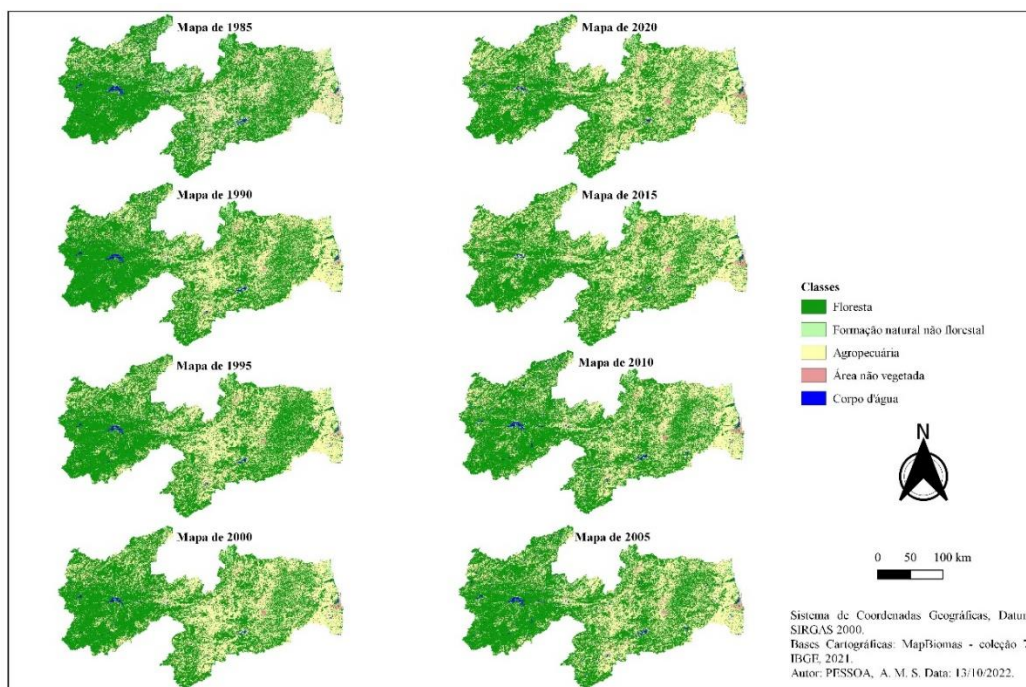 Mapa de 1985
Mapa de 2020
Mapa de 1990
Mapa de 2015
Mapa de 1995
Mapa de 2010
Mapa de 2000
Mapa de 2005
Classes
Floresta
Formação natural não florestal
Agropecuária
Área não vegetada
Corpo d'água
N
0 50 100 km
Sistema de Coordenadas Geográficas, Datum
SIRGAS 2000.
Bases Cartográficas: MapBiomas - coleção 7,
IBGE, 2021.
Autor: PESSOA, A. M. S. Data: 13/10/2022.